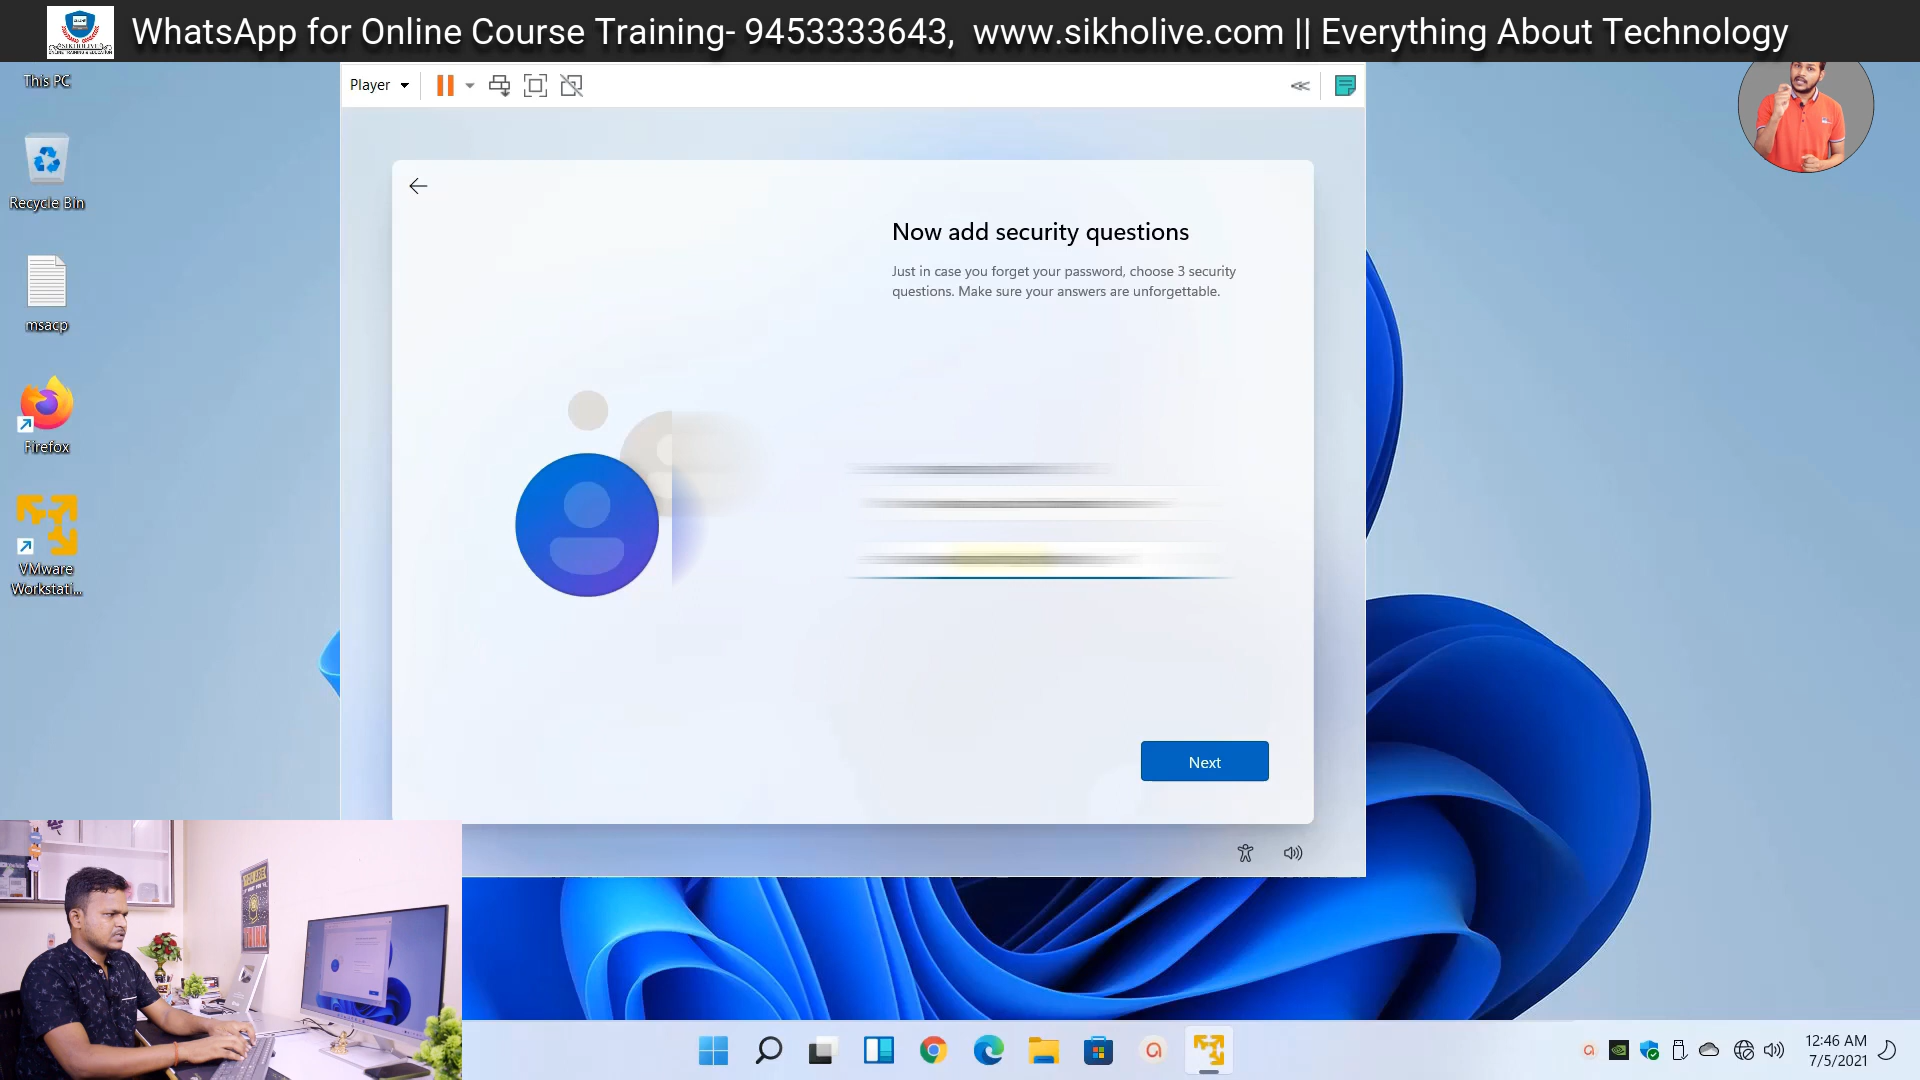 WhatsApp for Online Course Training- 9453333643, www.sikholive.com || Everything About Technology
SIKHOLIVE
This PC
Recycle Bin
msacp
Firefox
VMware
Workstati...
Player
Now add security questions
Just in case you forget your password, choose 3 security
questions. Make sure your answers are unforgettable.
Next
THINK
12:46 AM
7/5/2021